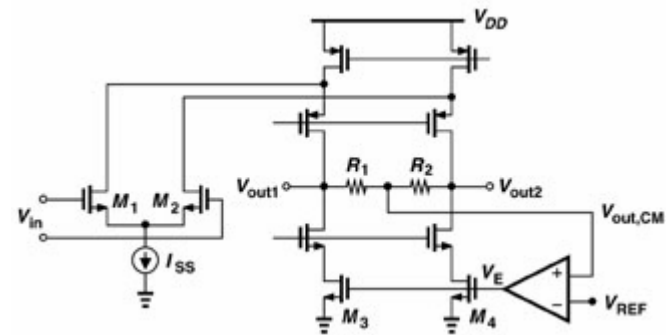 V_DD
R_1 R_2
V_out1 V_out2
M_1 M_2
V_in
V_out,CM
I_SS
V_E
+
−
V_REF
M_3 M_4